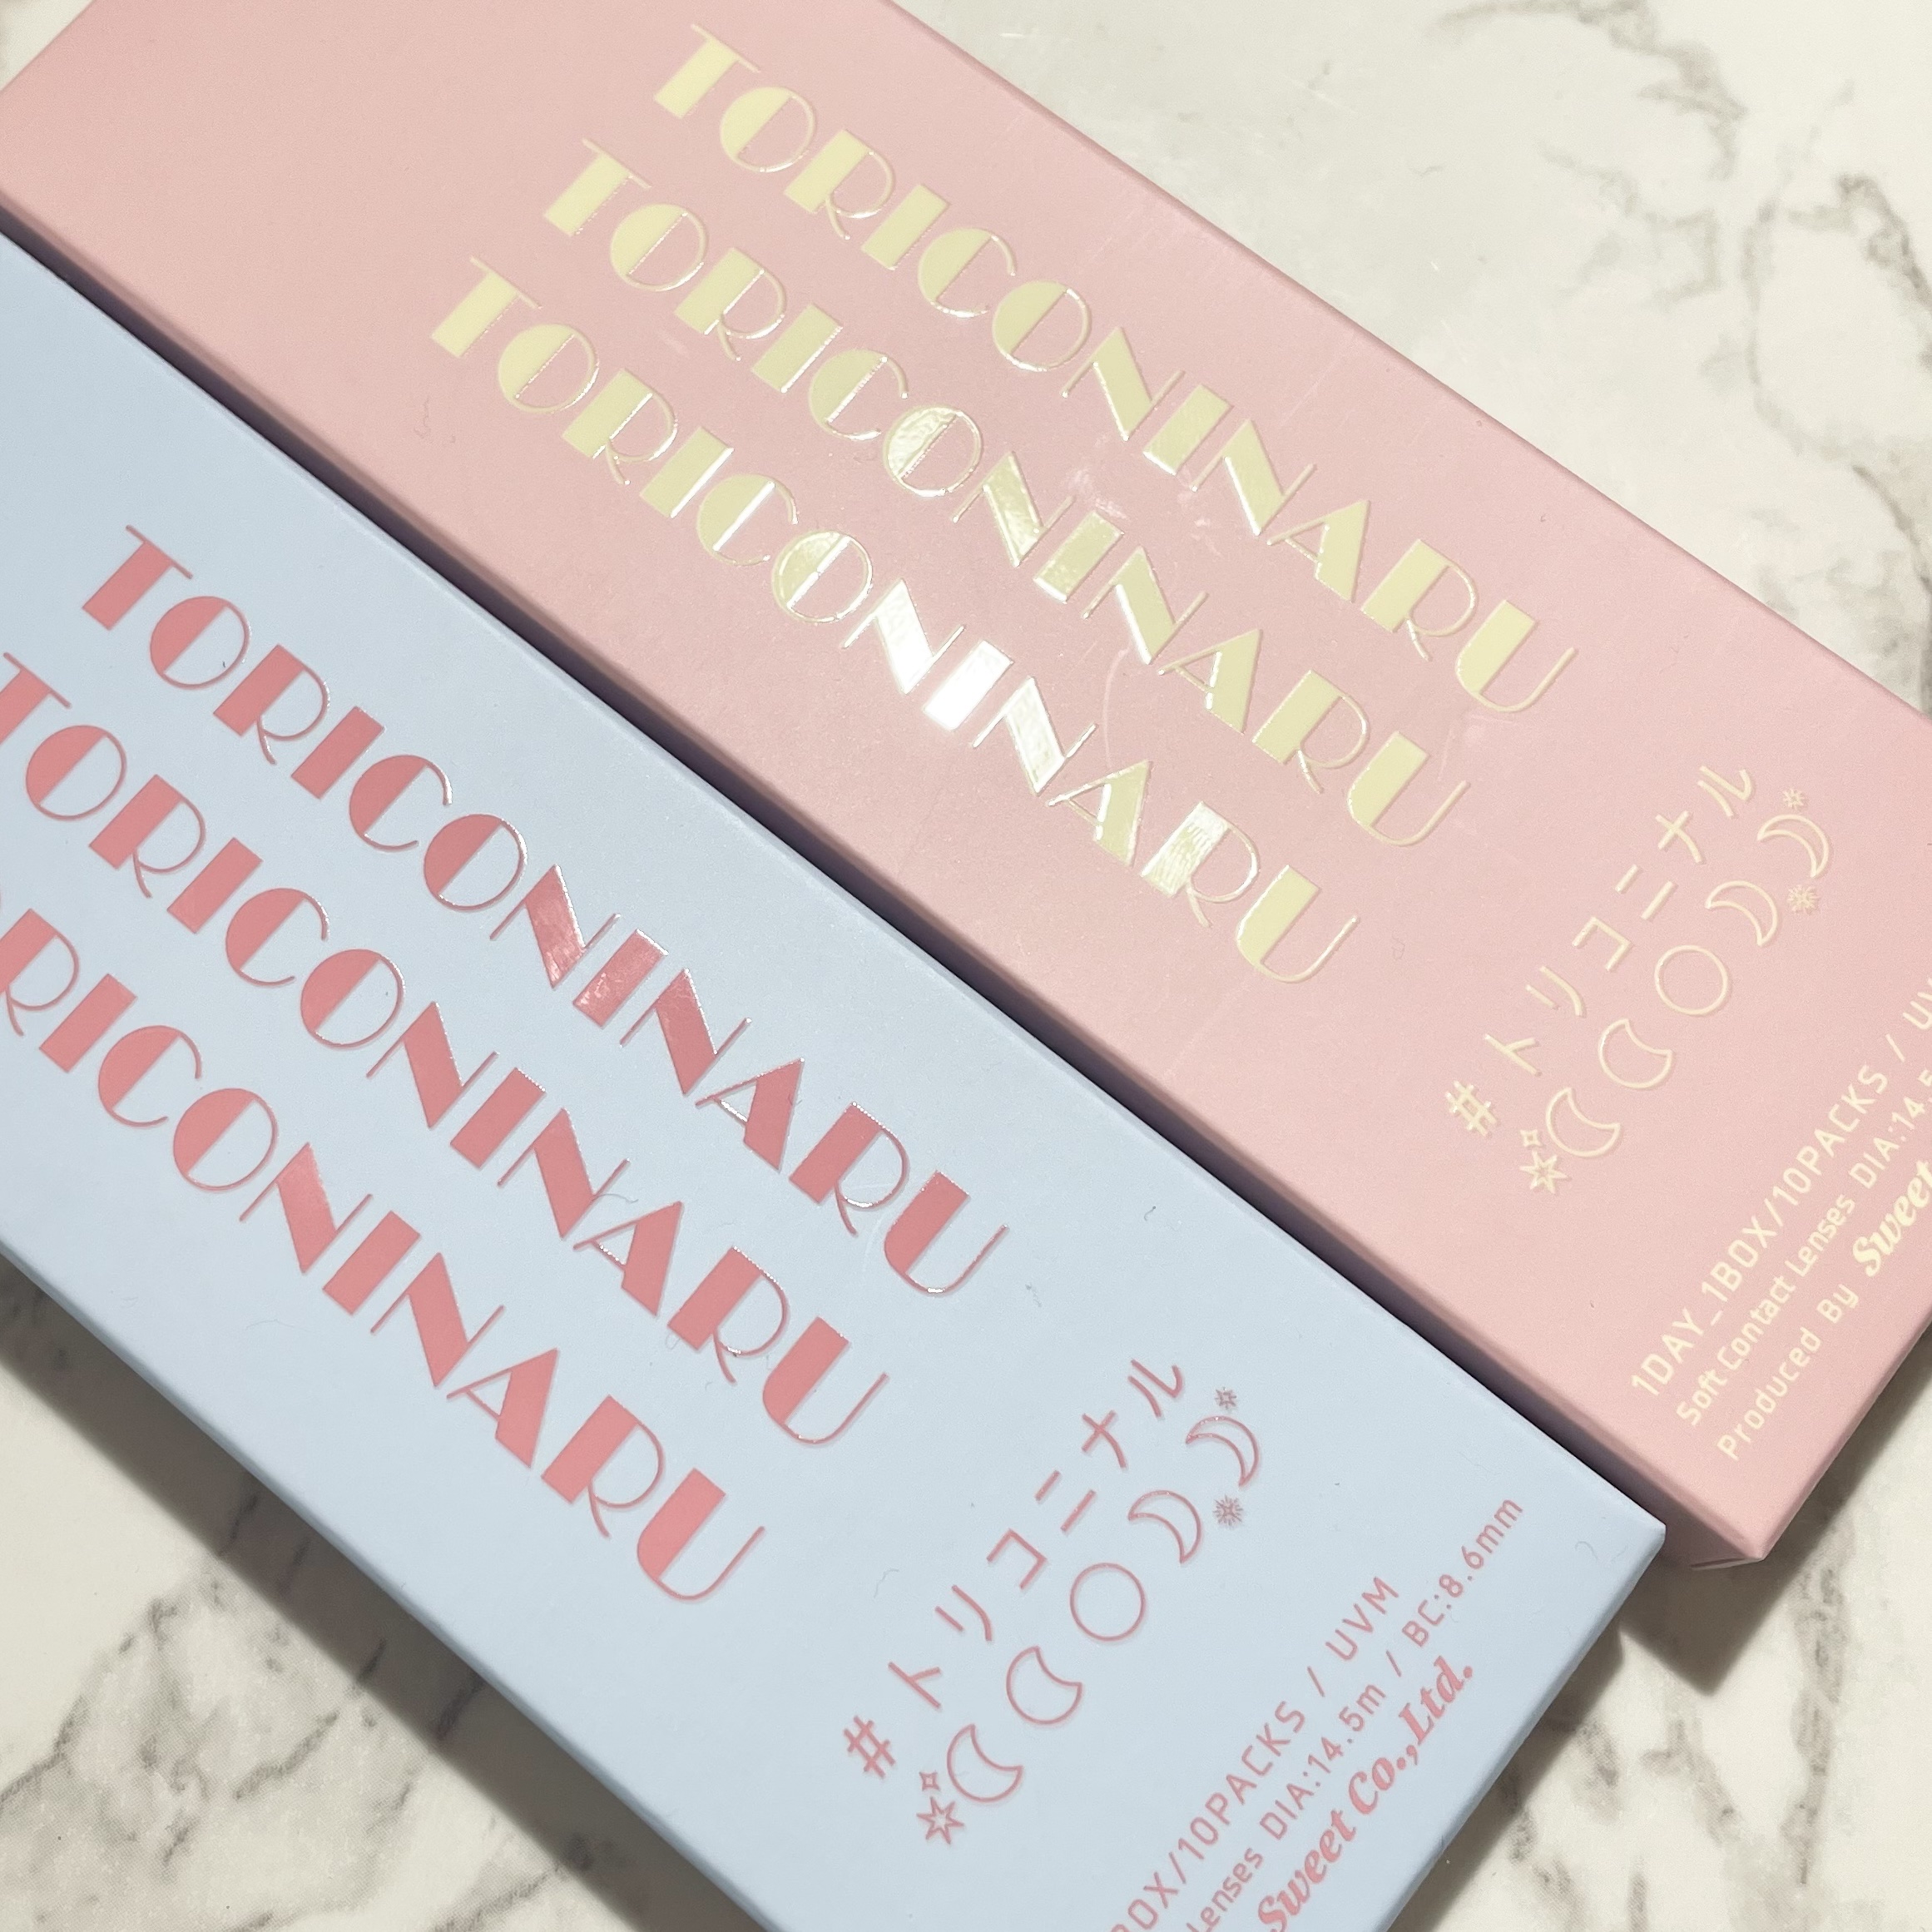 TORICONINARU
TORICONINARU
TORICONINARU
#トリコニナル
1DAY_1BOX/10PACKS / UV
Soft Contact Lenses DIA:14.5
Produced By Sweet
TORICONINARU
TORICONINARU
RICONINARU
#トリコニナル
BOX/10PACKS / UVM
Lenses DIA:14.5m / BC:8.6mm
Sweet Co.,Ltd.